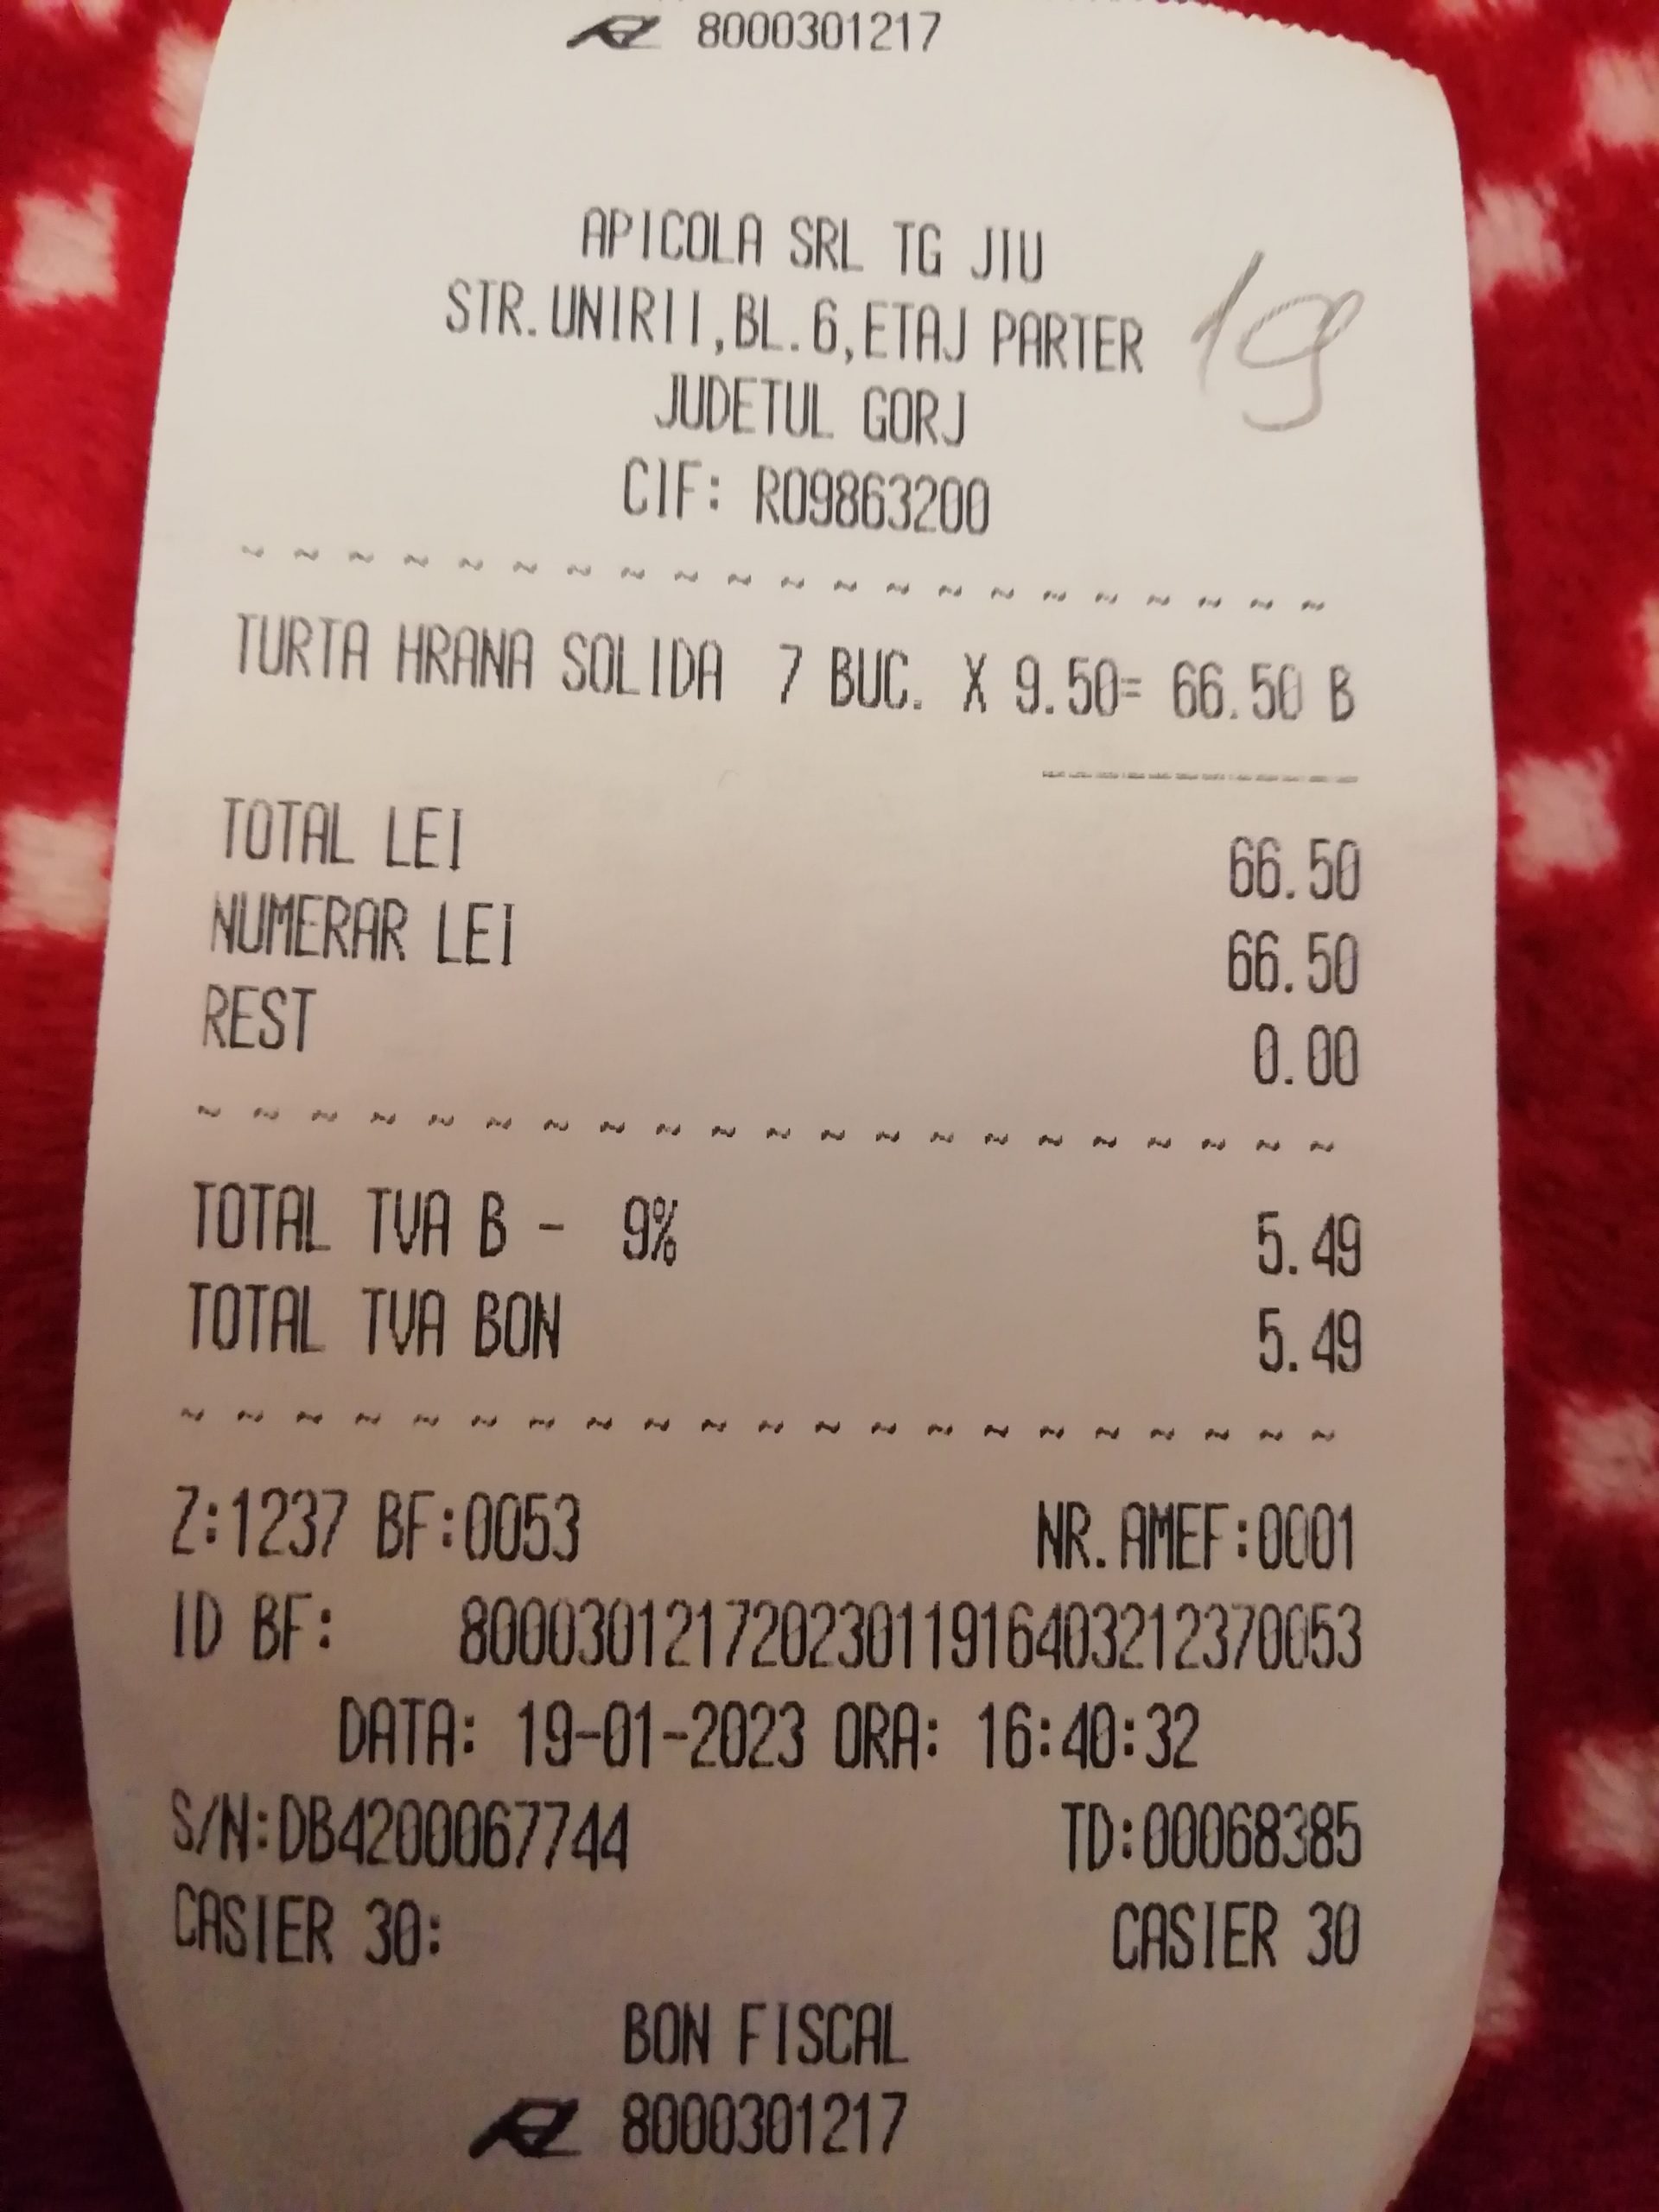 8000301217
APICOLA SRL TG JIU
STR.UNIRII,BL.6,ETAJ PARTER
19
JUDETUL GORJ
CIF: RO9863200
~ ~ ~ ~ ~ ~ ~ ~ ~ ~ ~ ~ ~ ~ ~ ~ ~ ~ ~ ~ ~
TURTA HRANA SOLIDA 7 BUC. X 9.50= 66.50 B
------------
TOTAL LEI 66.50
NUMERAR LEI 66.50
REST 0.00
~ ~ ~ ~ ~ ~ ~ ~ ~ ~ ~ ~ ~ ~ ~ ~ ~ ~ ~ ~ ~
TOTAL TVA B - 9% 5.49
TOTAL TVA BON 5.49
~ ~ ~ ~ ~ ~ ~ ~ ~ ~ ~ ~ ~ ~ ~ ~ ~ ~ ~ ~ ~
Z:1237 BF:0053 NR.AMEF:0001
ID BF: 80003012172023011916403212370053
DATA: 19-01-2023 ORA: 16:40:32
S/N:DB4200067744 TD:00068385
CASIER 30: CASIER 30
BON FISCAL
8000301217